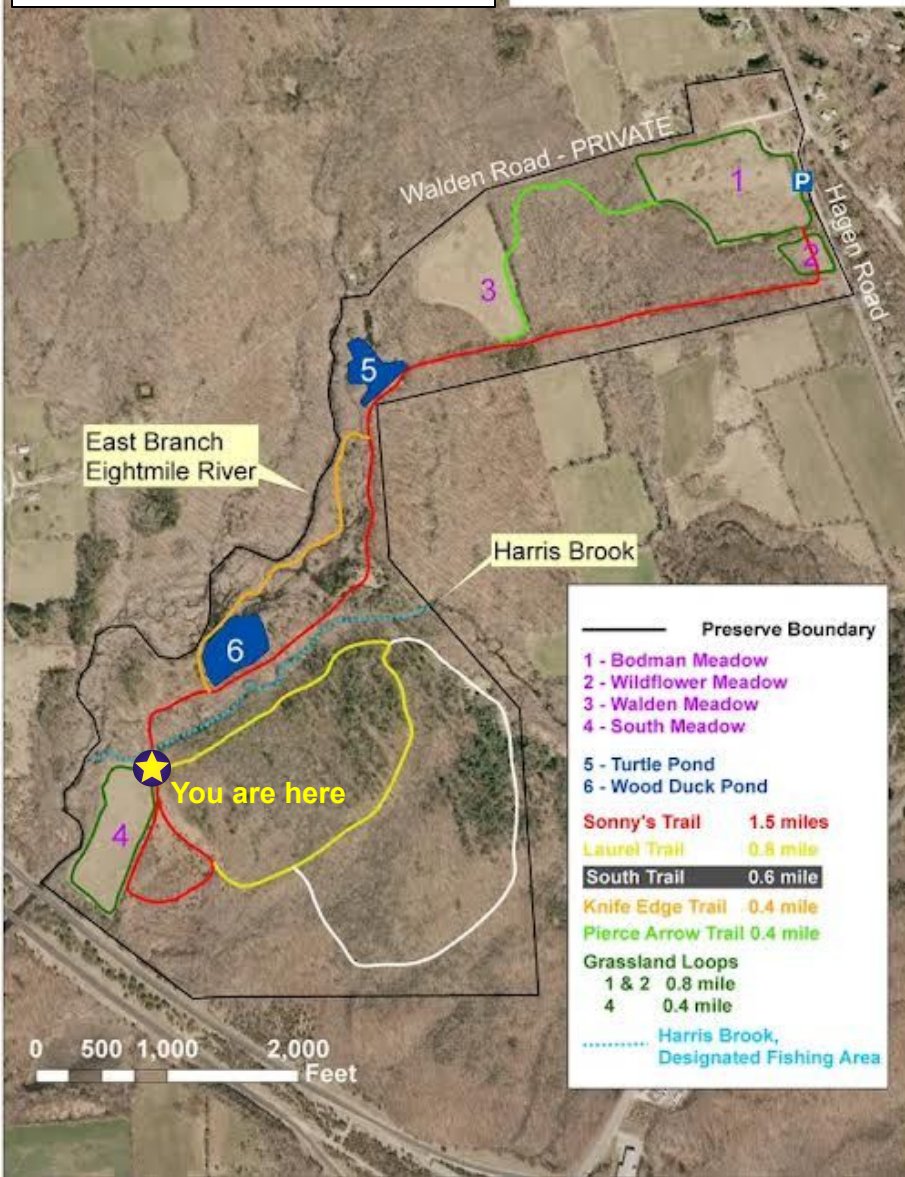 Walden Road - PRIVATE
1
P
Hagen Road
2
3
5
East Branch
Eightmile River
Harris Brook
6
You are here
4
Preserve Boundary
1 - Bodman Meadow
2 - Wildflower Meadow
3 - Walden Meadow
4 - South Meadow
5 - Turtle Pond
6 - Wood Duck Pond
Sonny's Trail 1.5 miles
Laurel Trail 0.8 mile
South Trail 0.6 mile
Knife Edge Trail 0.4 mile
Pierce Arrow Trail 0.4 mile
Grassland Loops
1 & 2 0.8 mile
4 0.4 mile
Harris Brook,
Designated Fishing Area
0 500 1,000 2,000
Feet